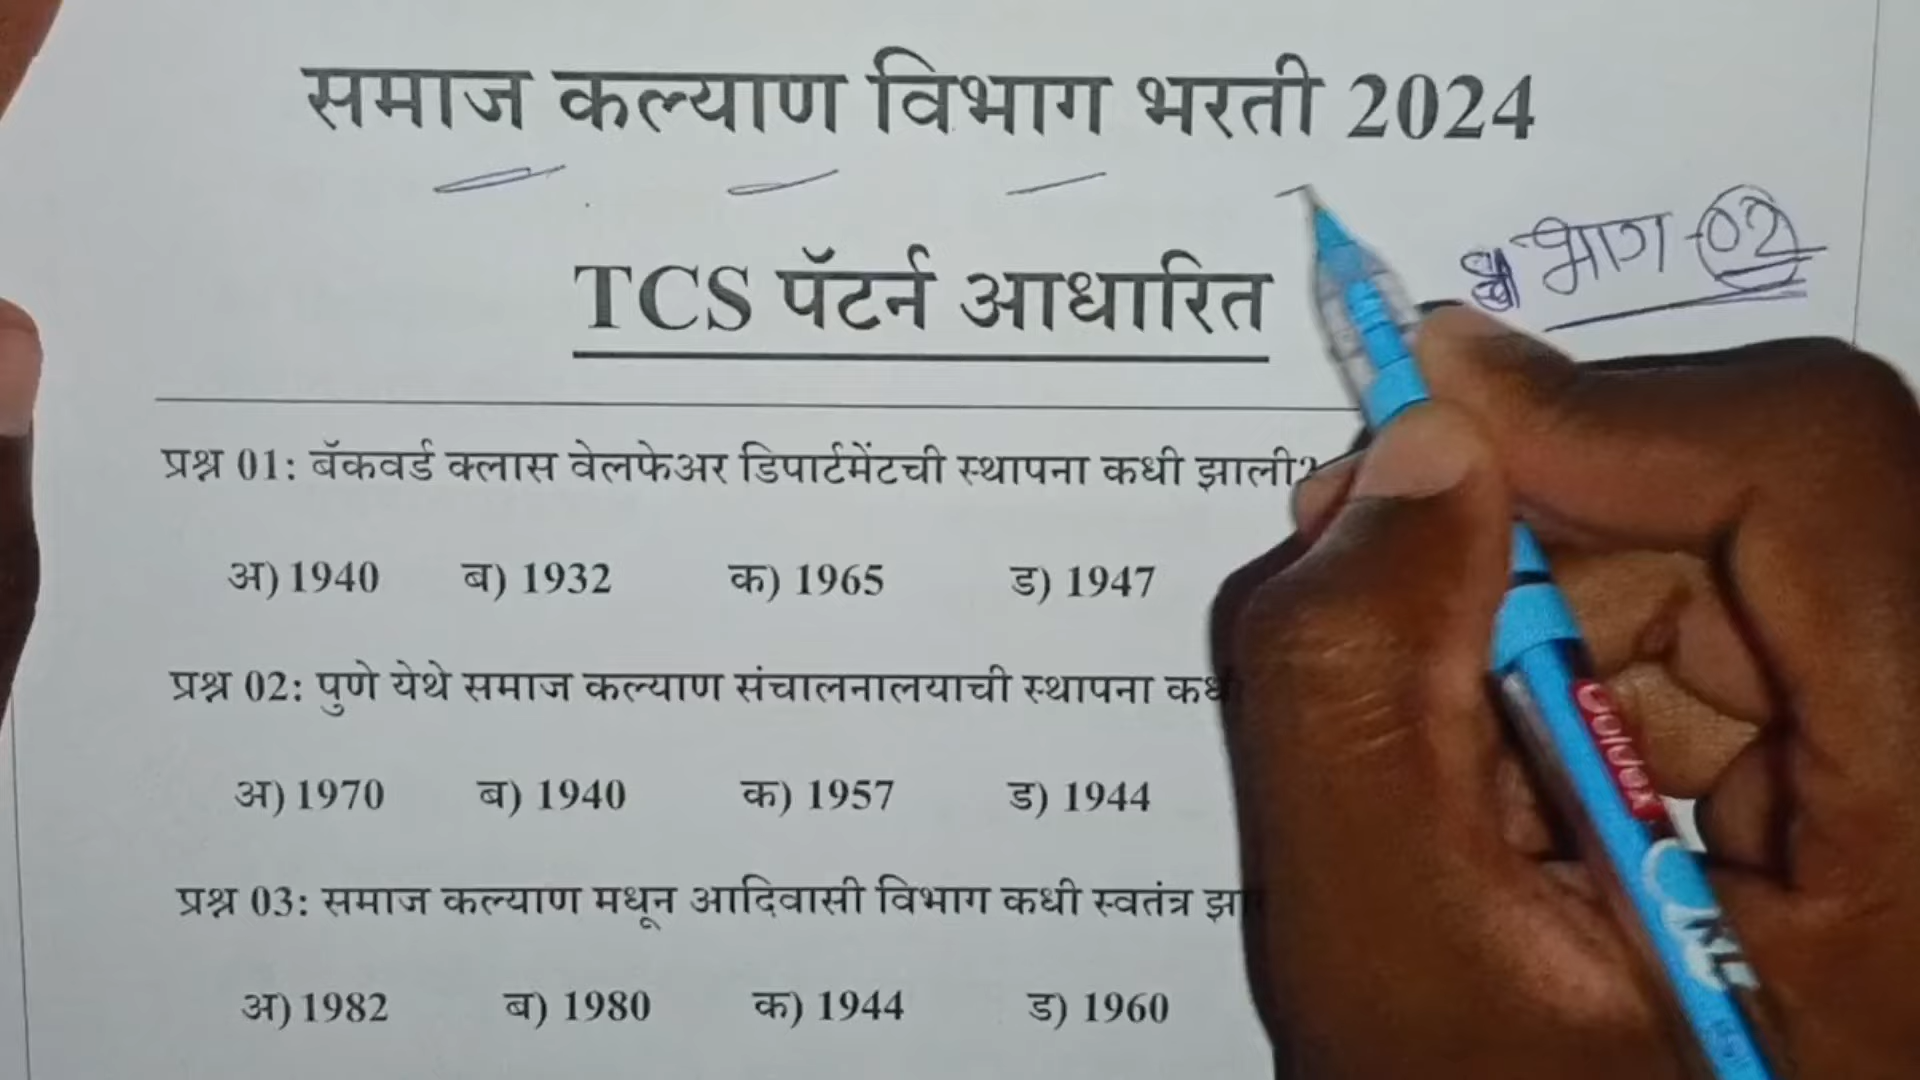 समाज कल्याण विभाग भरती 2024
भाग 02
TCS पॅटर्न आधारित
प्रश्न 01: बॅकवर्ड क्लास वेलफेअर डिपार्टमेंटची स्थापना कधी झाली?
अ) 1940 ब) 1932 क) 1965 ड) 1947
प्रश्न 02: पुणे येथे समाज कल्याण संचालनालयाची स्थापना
अ) 1970 ब) 1940 क) 1957 ड) 1944
प्रश्न 03: समाज कल्याण मधून आदिवासी विभाग कधी स्वतंत्र
अ) 1982 ब) 1980 क) 1944 ड) 1960
Goldex